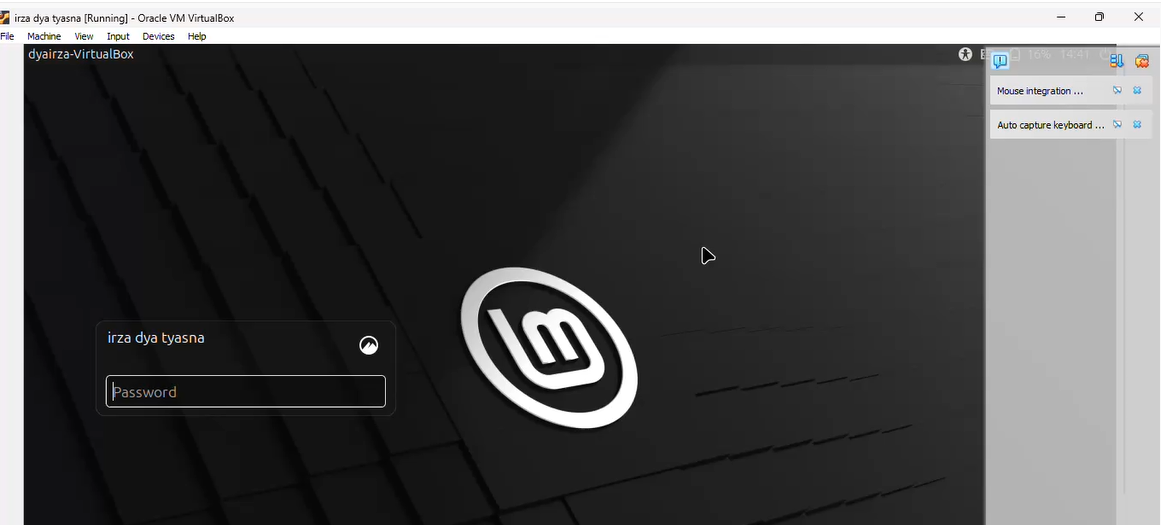 irza dya tyasna [Running] - Oracle VM VirtualBox
File Machine View Input Devices Help
dyairza-VirtualBox
16% 14:41
Mouse integration ...
Auto capture keyboard ...
irza dya tyasna
Password